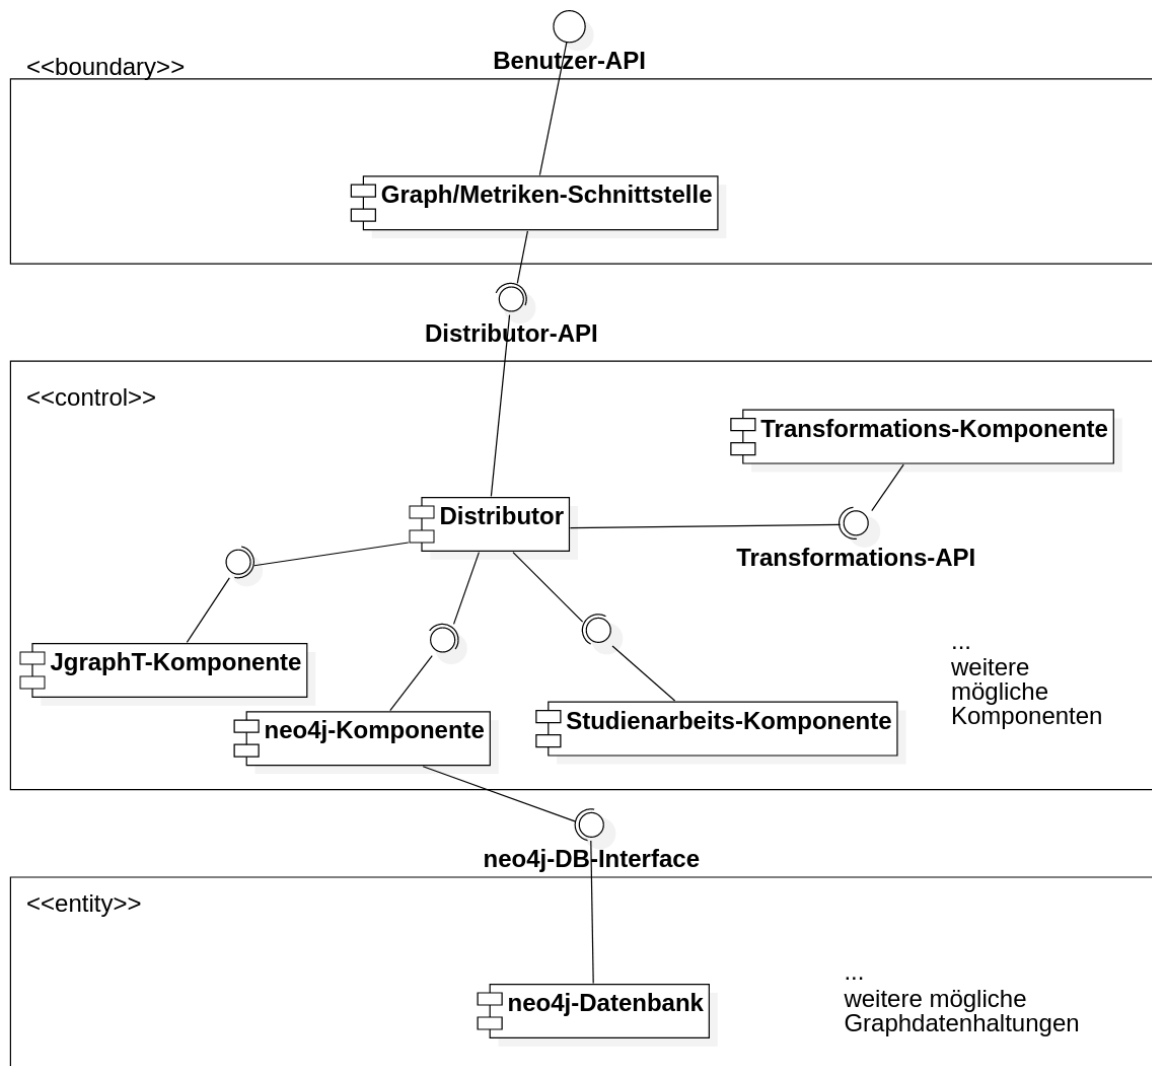 Benutzer-API
<<boundary>>
Graph/Metriken-Schnittstelle
Distributor-API
<<control>>
Transformations-Komponente
Distributor
Transformations-API
JgraphT-Komponente
neo4j-Komponente
Studienarbeits-Komponente
...
weitere
mögliche
Komponenten
neo4j-DB-Interface
<<entity>>
neo4j-Datenbank
...
weitere mögliche
Graphdatenhaltungen